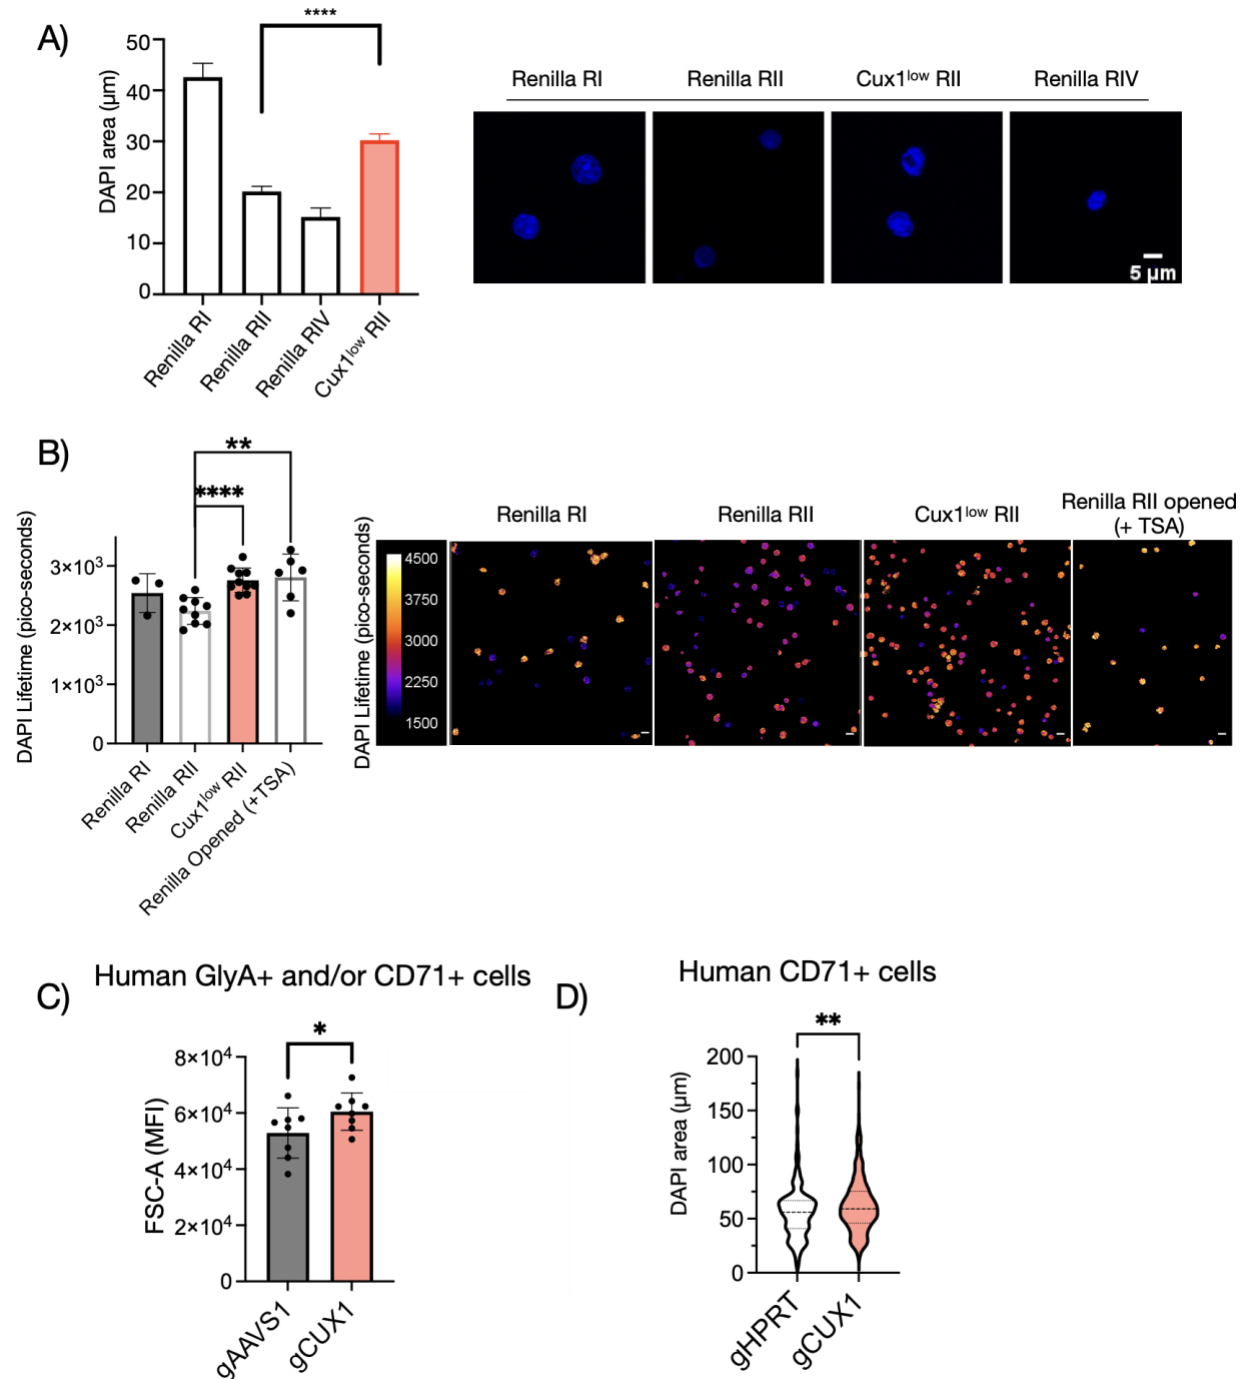 A)
****
DAPI area (µm)
50
40
30
20
10
0
Renilla RI
Renilla RII
Renilla RIV
Cux1low RII
Renilla RI
Renilla RII
Cux1low RII
Renilla RIV
5 µm
B)
**
****
DAPI Lifetime (pico-seconds)
3×10³
2×10³
1×10³
0
Renilla RI
Renilla RII
Cux1low RII
Renilla Opened (+TSA)
DAPI Lifetime (pico-seconds)
4500
3750
3000
2250
1500
Renilla RI
Renilla RII
Cux1low RII
Renilla RII opened
(+ TSA)
C)
Human GlyA+ and/or CD71+ cells
*
FSC-A (MFI)
8×10⁴
6×10⁴
4×10⁴
2×10⁴
0
gAAVS1
gCUX1
D)
Human CD71+ cells
**
DAPI area (µm)
200
150
100
50
0
gHPRT
gCUX1